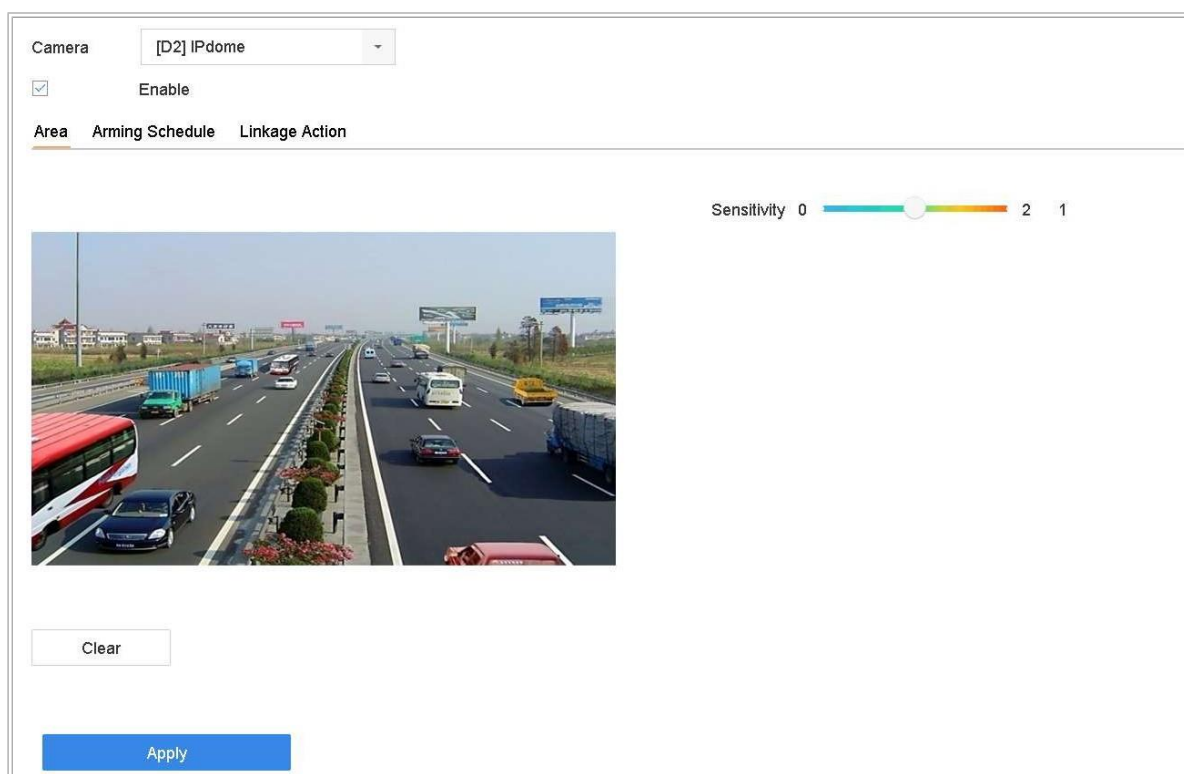 Camera [D2] IPdome
Enable
Area Arming Schedule Linkage Action
Sensitivity 0 2 1
Clear
Apply